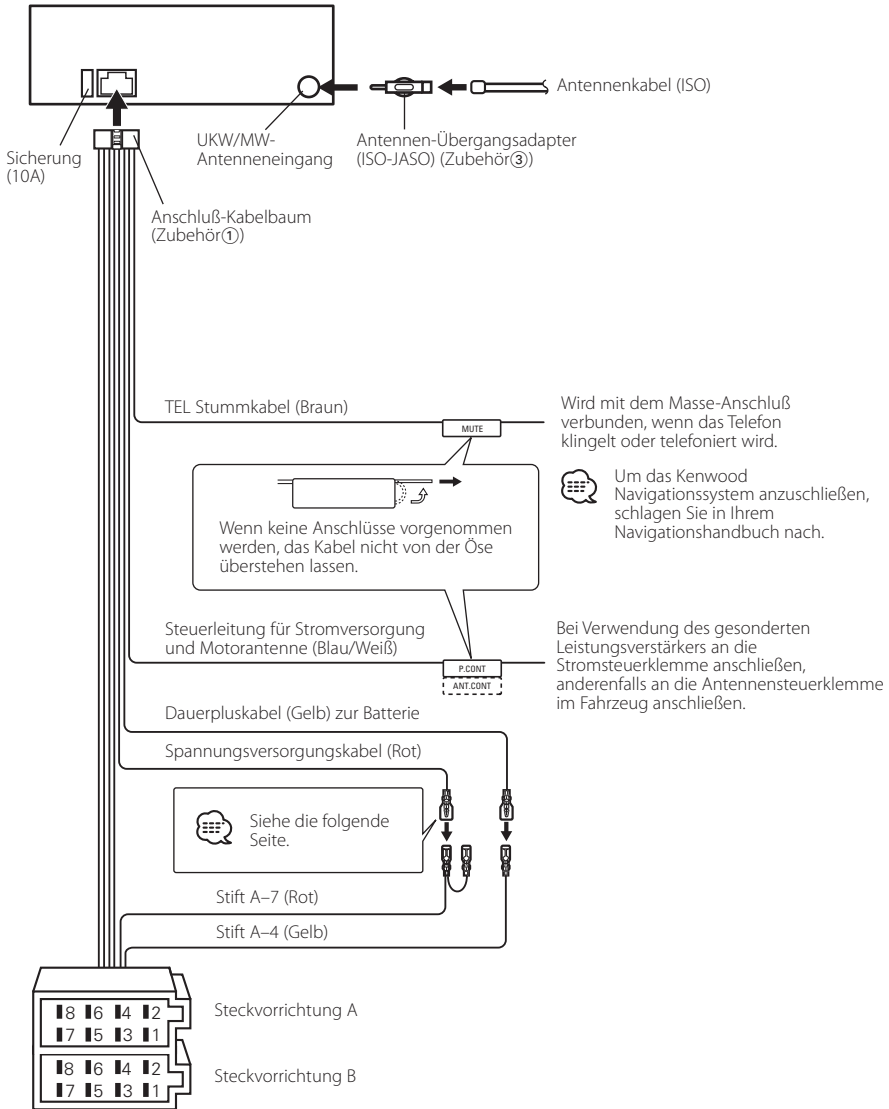 Antennenkabel (ISO)
Sicherung
(10A)
UKW/MW-
Antenneneingang
Antennen-Übergangsadapter
(ISO-JASO) (Zubehör③)
Anschluß-Kabelbaum
(Zubehör①)
TEL Stummkabel (Braun)
MUTE
Wird mit dem Masse-Anschluß
verbunden, wenn das Telefon
klingelt oder telefoniert wird.
Um das Kenwood
Navigationssystem anzuschließen,
schlagen Sie in Ihrem
Navigationshandbuch nach.
Wenn keine Anschlüsse vorgenommen
werden, das Kabel nicht von der Öse
überstehen lassen.
Steuerleitung für Stromversorgung
und Motorantenne (Blau/Weiß)
P.CONT
ANT.CONT
Bei Verwendung des gesonderten
Leistungsverstärkers an die
Stromsteuerklemme anschließen,
anderenfalls an die Antennensteuerklemme
im Fahrzeug anschließen.
Dauerpluskabel (Gelb) zur Batterie
Spannungsversorgungskabel (Rot)
Siehe die folgende
Seite.
Stift A–7 (Rot)
Stift A–4 (Gelb)
8 6 4 2
7 5 3 1
Steckvorrichtung A
8 6 4 2
7 5 3 1
Steckvorrichtung B